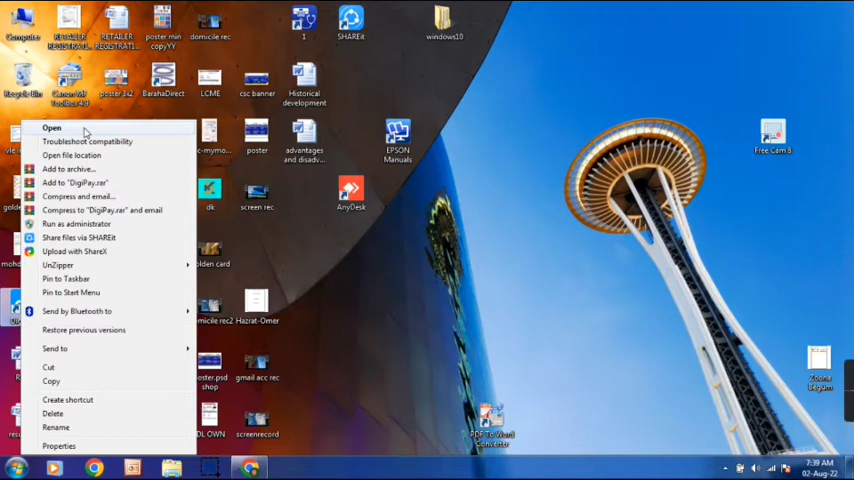 Computer
RETAILER REGISTRATI...
RETAILER REGISTRATI...
poster min copyYY
domicile rec
1
SHAREit
windows10
Recycle Bin
Canon MF Toolbox 4.9
poster 3x2
BarahaDirect
LCME
csc banner
Historical development
poster
advantages and disadv...
EPSON Manuals
Free Cam 8
dk
screen rec
AnyDesk
Hazrat-Omer
gmail acc rec
screenrecord
PDF To Word Converter
Zoona Begum
Open
Troubleshoot compatibility
Open file location
Add to archive...
Add to "DigiPay.rar"
Compress and email...
Compress to "DigiPay.rar" and email
Run as administrator
Share files via SHAREit
Upload with ShareX
UnZipper
Pin to Taskbar
Pin to Start Menu
Send by Bluetooth to
Restore previous versions
Send to
Cut
Copy
Create shortcut
Delete
Rename
Properties
7:39 AM
02-Aug-22